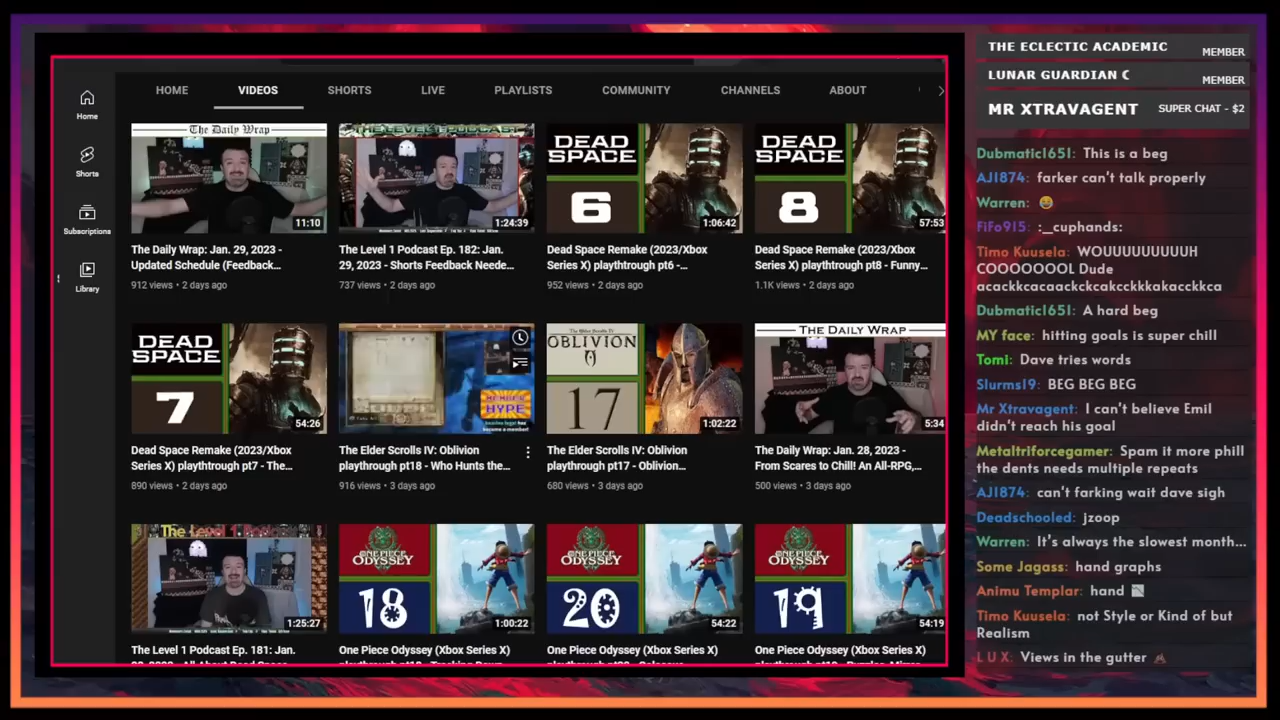 HOME
VIDEOS
SHORTS
LIVE
PLAYLISTS
COMMUNITY
CHANNELS
ABOUT
Home
Shorts
Subscriptions
Library
The Daily Wrap
11:10
The Daily Wrap: Jan. 29, 2023 -
Updated Schedule (Feedback...
912 views • 2 days ago
THE LEVEL 1 PODCAST
1:24:39
The Level 1 Podcast Ep. 182: Jan.
29, 2023 - Shorts Feedback Neede...
737 views • 2 days ago
DEAD
SPACE
6
1:06:42
Dead Space Remake (2023/Xbox
Series X) playthrough pt6 -...
952 views • 2 days ago
DEAD
SPACE
8
57:53
Dead Space Remake (2023/Xbox
Series X) playthrough pt8 - Funny...
1.1K views • 2 days ago
DEAD
SPACE
7
54:26
Dead Space Remake (2023/Xbox
Series X) playthrough pt7 - The...
890 views • 2 days ago
MEMBER
HYPE
The Elder Scrolls IV: Oblivion
playthrough pt18 - Who Hunts the...
916 views • 3 days ago
The Elder Scrolls IV
OBLIVION
17
1:02:22
The Elder Scrolls IV: Oblivion
playthrough pt17 - Oblivion...
680 views • 3 days ago
THE DAILY WRAP
5:34
The Daily Wrap: Jan. 28, 2023 -
From Scares to Chill! An All-RPG,...
500 views • 3 days ago
The Level 1 Podcast
1:25:27
The Level 1 Podcast Ep. 181: Jan.
ONE PIECE
ODYSSEY
18
1:00:22
One Piece Odyssey (Xbox Series X)
ONE PIECE
ODYSSEY
20
54:22
One Piece Odyssey (Xbox Series X)
ONE PIECE
ODYSSEY
19
54:19
One Piece Odyssey (Xbox Series X)
THE ECLECTIC ACADEMIC
MEMBER
LUNAR GUARDIAN
MEMBER
MR XTRAVAGENT
SUPER CHAT - $2
Dubmatic1651: This is a beg
AJ1874: farker can't talk properly
Warren: 😂
FiFo915: :__cuphands:
Timo Kuusela: WOUUUUUUUUUH
COOOOOOOL Dude
acackkcacaackckcakcckkkakacckkca
Dubmatic1651: A hard beg
MY face: hitting goals is super chill
Tomi: Dave tries words
Slurms19: BEG BEG BEG
Mr Xtravagent: I can't believe Emil
didn't reach his goal
Metaltriforcegamer: Spam it more phill
the dents needs multiple repeats
AJ1874: can't farking wait dave sigh
Deadschooled: jzoop
Warren: It's always the slowest month...
Some Jagass: hand graphs
Animu Templar: hand 📉
Timo Kuusela: not Style or Kind of but
Realism
L U X: Views in the gutter